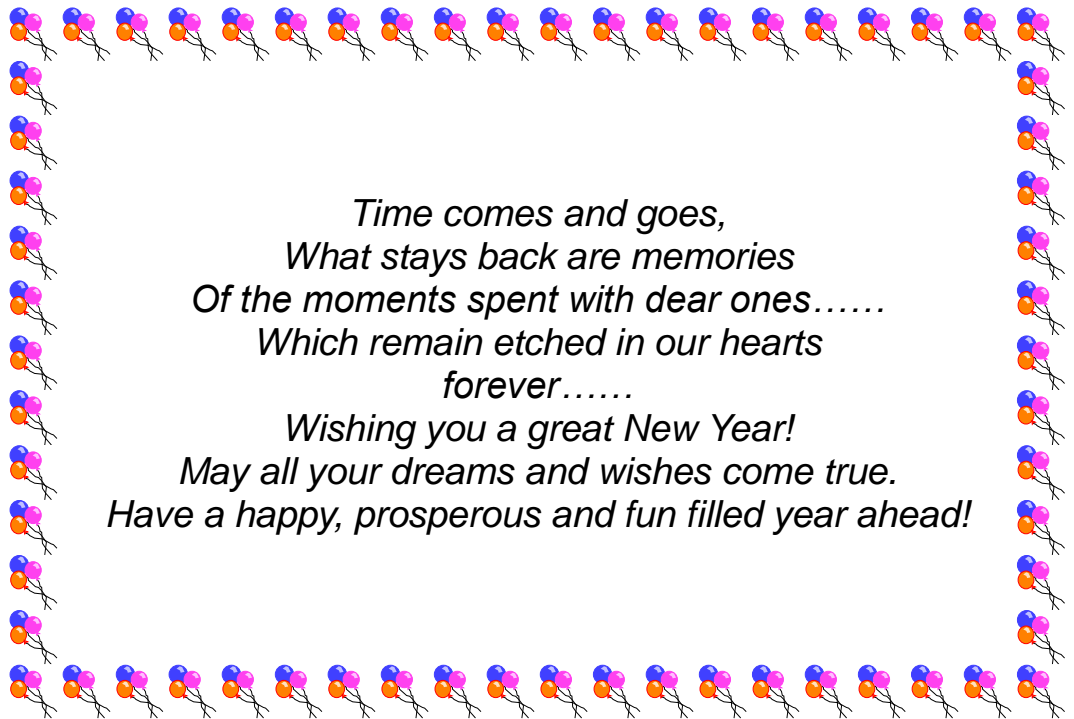 Time comes and goes,
What stays back are memories
Of the moments spent with dear ones……
Which remain etched in our hearts
forever……
Wishing you a great New Year!
May all your dreams and wishes come true.
Have a happy, prosperous and fun filled year ahead!